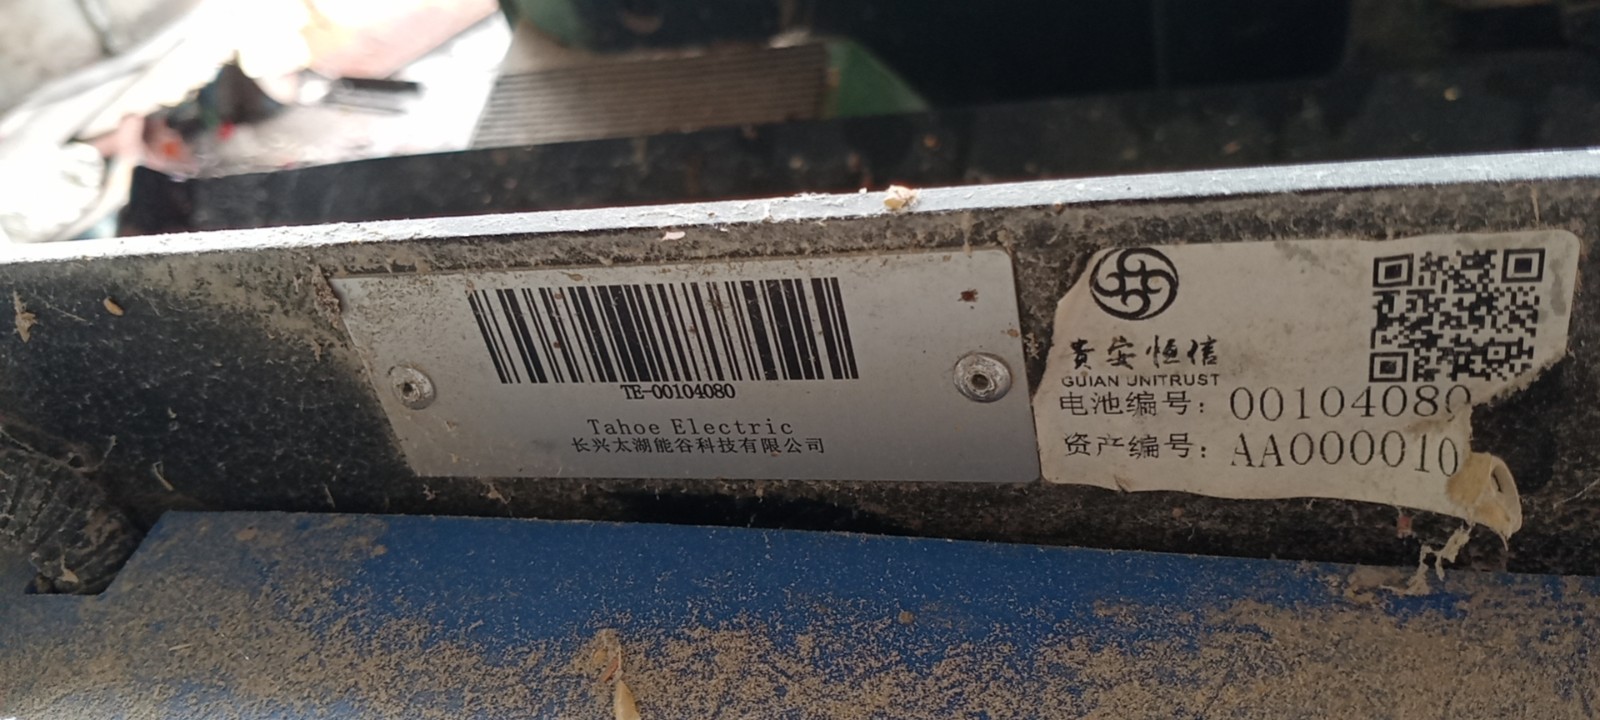 TE-00104080
Tahoe Electric
长兴太湖能谷科技有限公司
贵安恒信
GUIAN UNITRUST
电池编号: 00104080
资产编号: AA000010